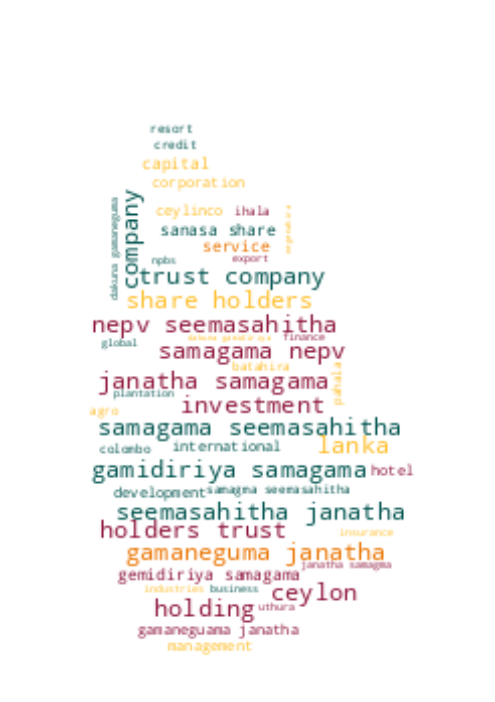 resort
credit
capital
corporation
dakuna gamaneguma
company
ceylinco
ihala
sanasa share
service
npbs
export
trust company
share holders
nepv seemasahitha
global
finance
samagama nepv
batahira
janatha samagama
pahala
plantation
investment
agro
samagama seemasahitha
colombo
international
lanka
gamidiriya samagama
hotel
development
samagma seemasahitha
seemasahitha janatha
holders trust
insurance
gamaneguma janatha
janatha samagma
gemidiriya samagama
industries
business
ceylon
holding
uthura
gamaneguama janatha
management